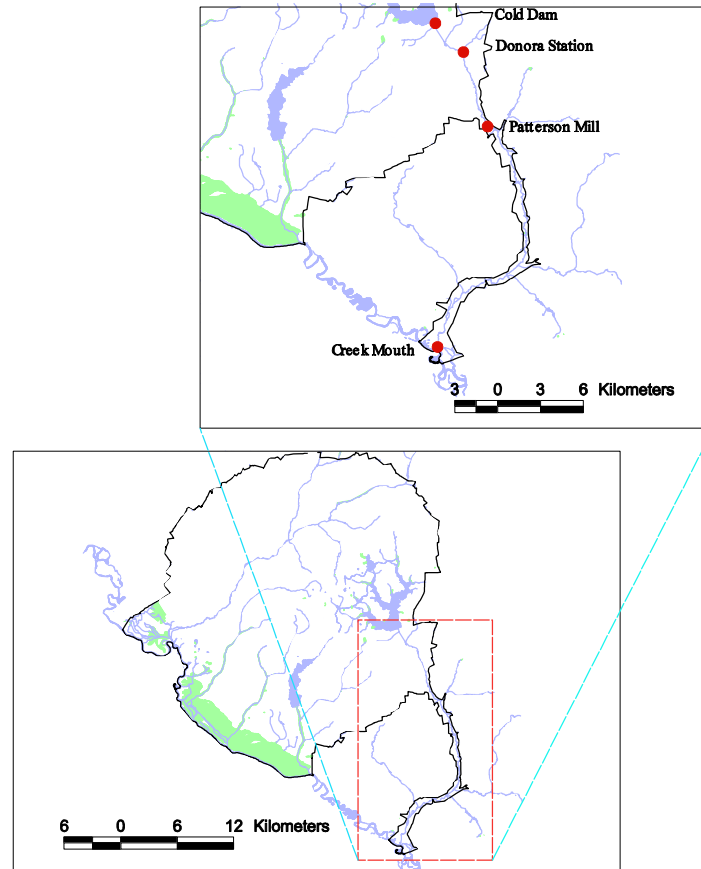 Cold Dam
Donora Station
Patterson Mill
Creek Mouth
3 0 3 6 Kilometers
6 0 6 12 Kilometers